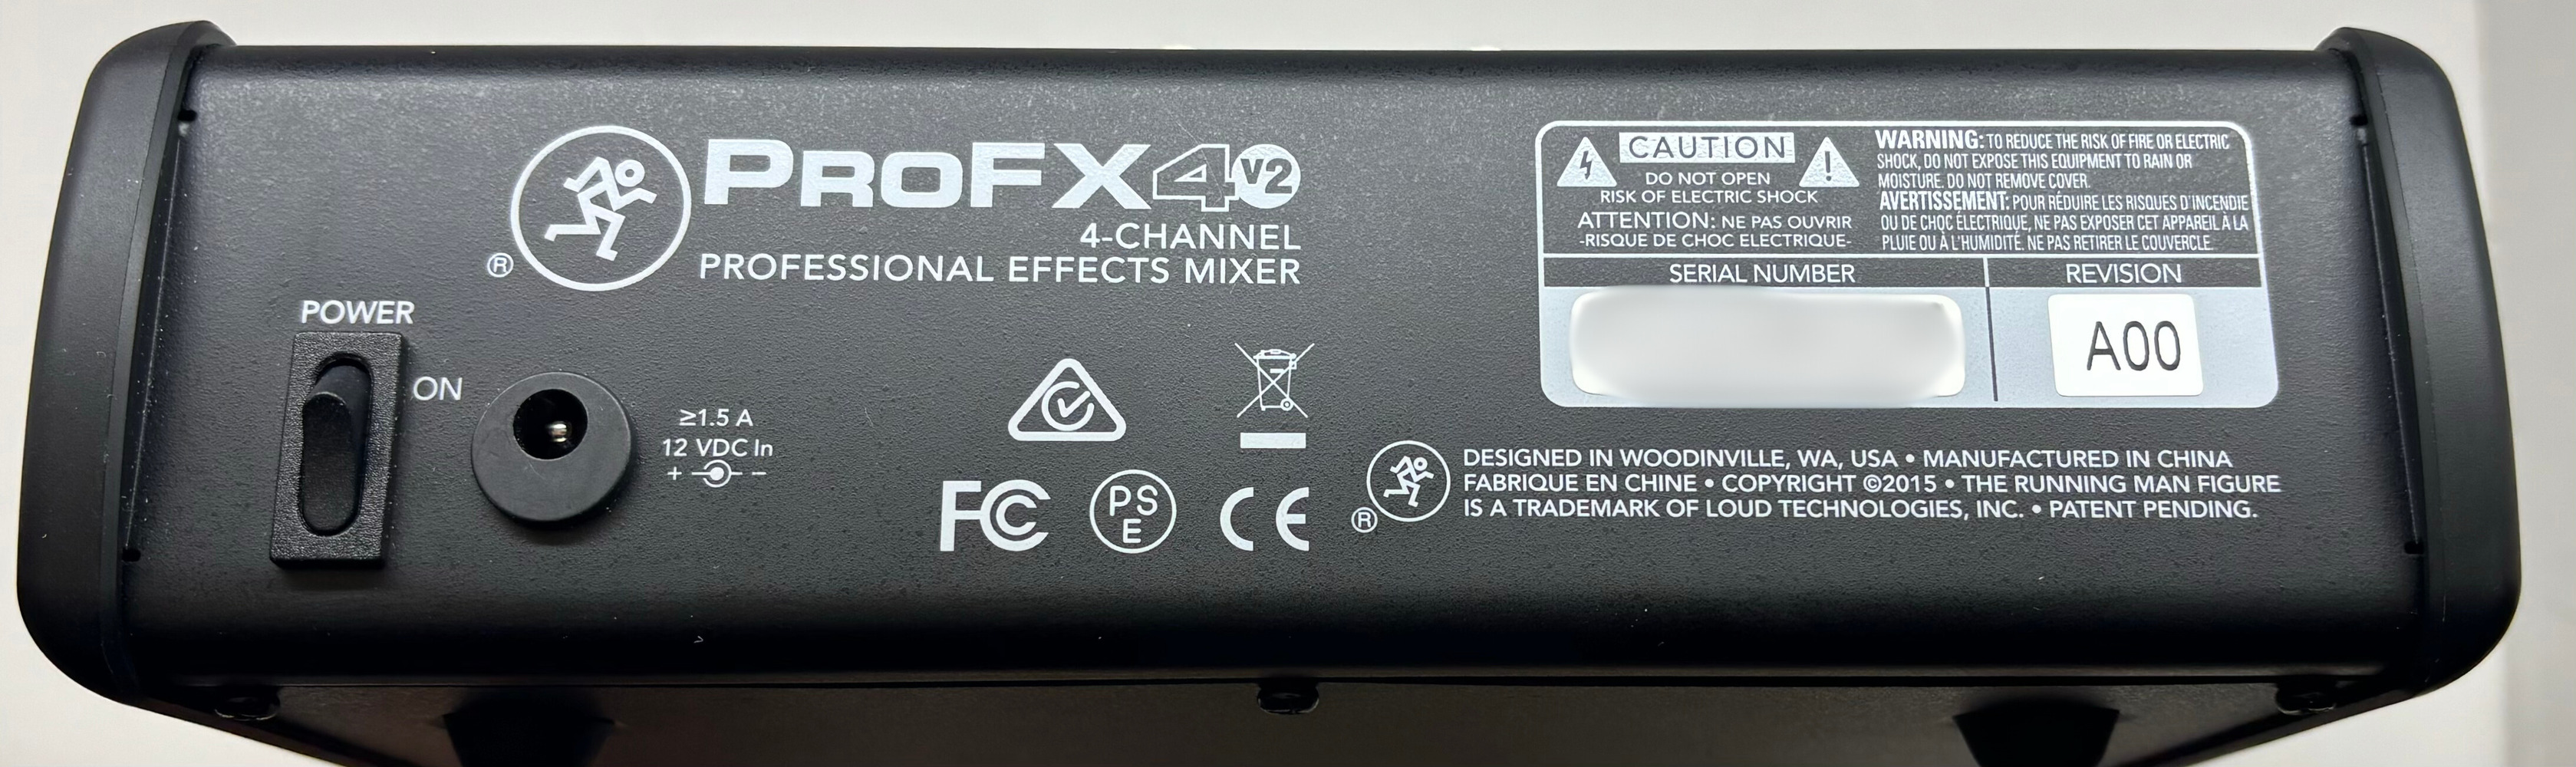 PROFX4v2
4-CHANNEL
PROFESSIONAL EFFECTS MIXER
®
POWER
ON
≥1.5 A
12 VDC In
+ −
FC
PS
E
CE
CAUTION
DO NOT OPEN
RISK OF ELECTRIC SHOCK
ATTENTION: NE PAS OUVRIR
-RISQUE DE CHOC ELECTRIQUE-
WARNING: TO REDUCE THE RISK OF FIRE OR ELECTRIC
SHOCK, DO NOT EXPOSE THIS EQUIPMENT TO RAIN OR
MOISTURE. DO NOT REMOVE COVER.
AVERTISSEMENT: POUR RÉDUIRE LES RISQUES D'INCENDIE
OU DE CHOC ÉLECTRIQUE, NE PAS EXPOSER CET APPAREIL À LA
PLUIE OU À L'HUMIDITÉ. NE PAS RETIRER LE COUVERCLE.
SERIAL NUMBER
REVISION
A00
DESIGNED IN WOODINVILLE, WA, USA • MANUFACTURED IN CHINA
FABRIQUE EN CHINE • COPYRIGHT ©2015 • THE RUNNING MAN FIGURE
® IS A TRADEMARK OF LOUD TECHNOLOGIES, INC. • PATENT PENDING.